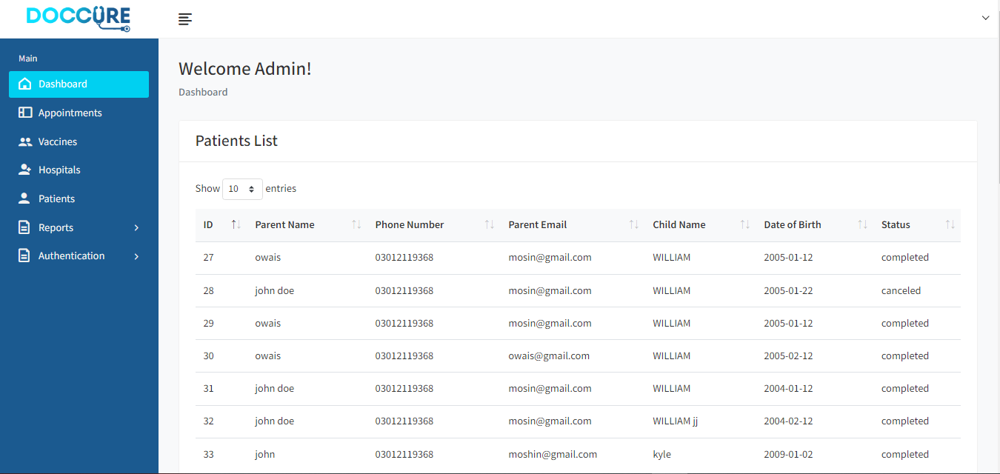 DOCCURE
Main
Dashboard
Appointments
Vaccines
Hospitals
Patients
Reports
Authentication
Welcome Admin!
Dashboard
Patients List
Show 10 entries
ID Parent Name Phone Number Parent Email Child Name Date of Birth Status
27 owais 03012119368 mosin@gmail.com WILLIAM 2005-01-12 completed
28 john doe 03012119368 mosin@gmail.com WILLIAM 2005-01-22 canceled
29 owais 03012119368 mosin@gmail.com WILLIAM 2005-01-12 completed
30 owais 03012119368 owais@gmail.com WILLIAM 2005-02-12 completed
31 john doe 03012119368 mosin@gmail.com WILLIAM 2004-01-12 completed
32 john doe 03012119368 mosin@gmail.com WILLIAM jj 2004-02-12 completed
33 john 03012119368 moshin@gmail.com kyle 2009-01-02 completed